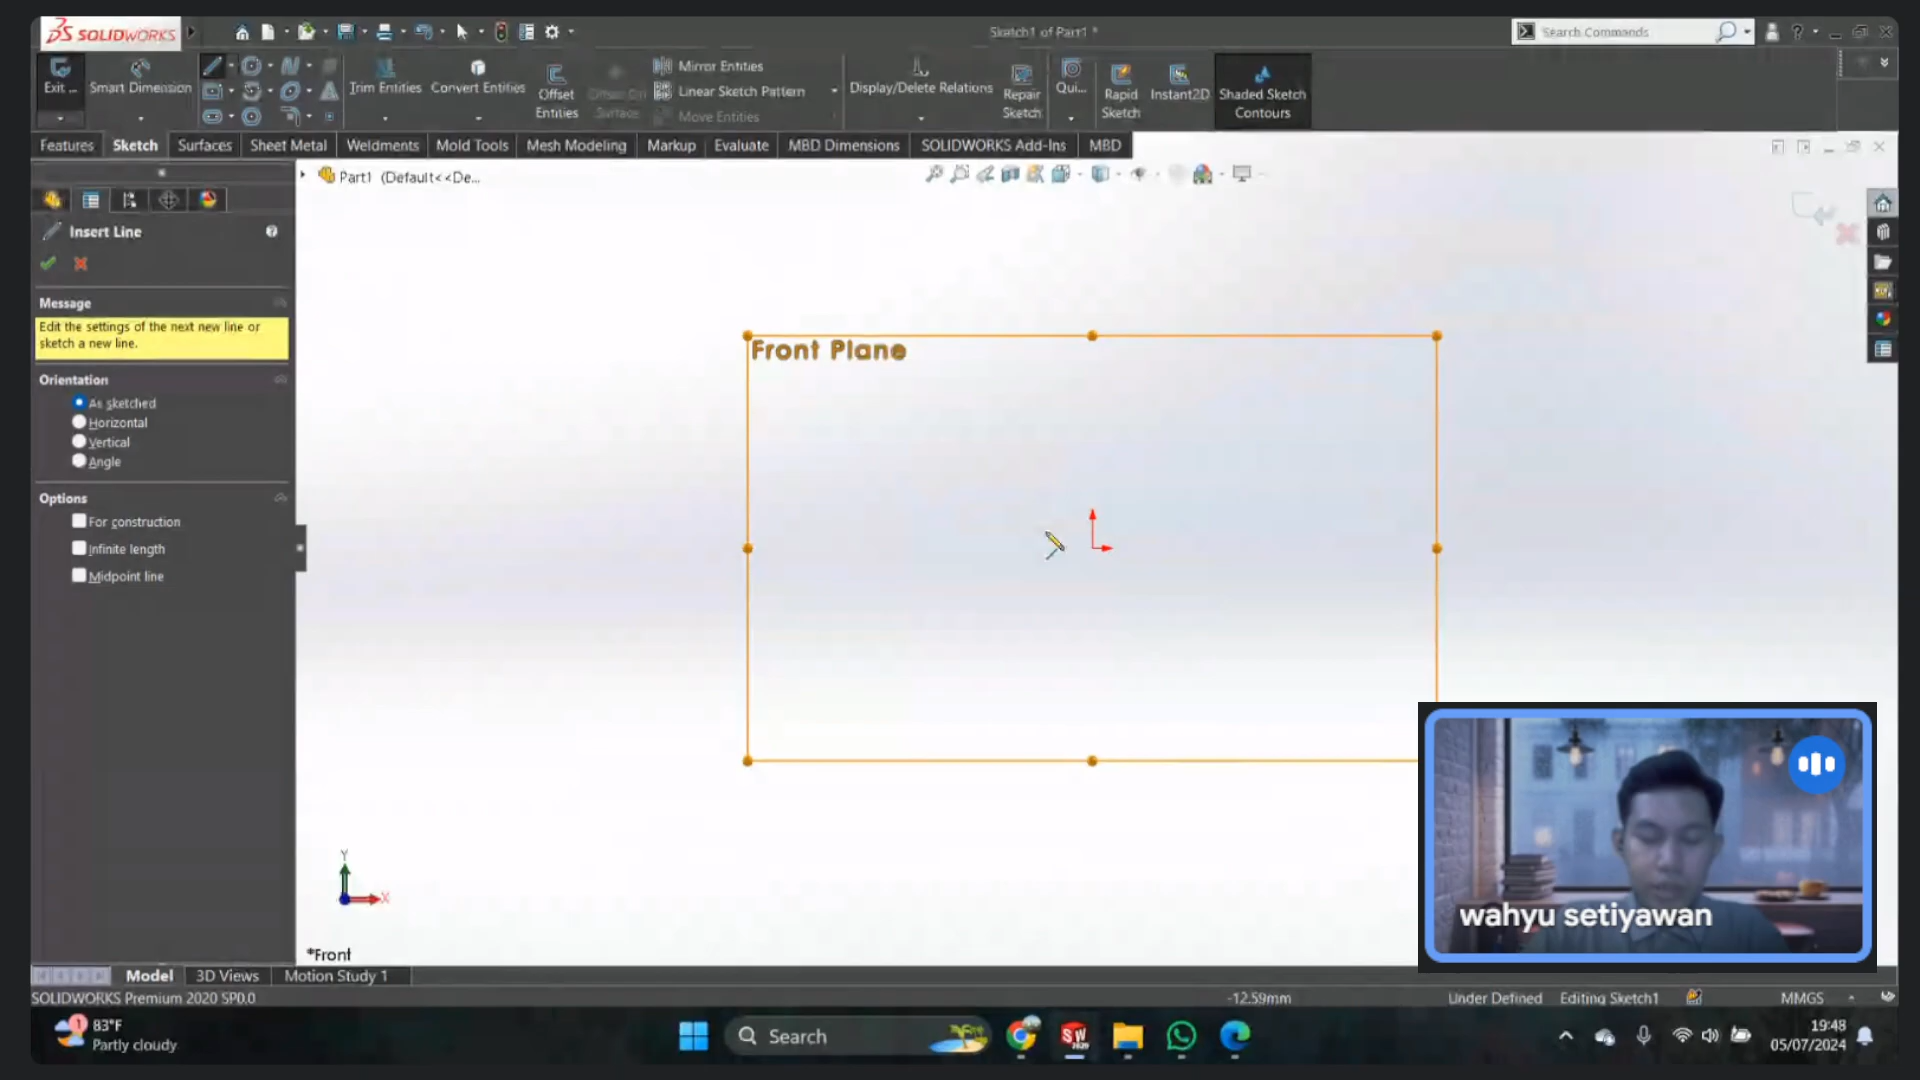 SOLIDWORKS
Sketch1 of Part1 *
Search Commands
Exit ...
Smart Dimension
Trim Entities
Convert Entities
Offset Entities
Offset On Surface
Mirror Entities
Linear Sketch Pattern
Move Entities
Display/Delete Relations
Repair Sketch
Qui...
Rapid Sketch
Instant2D
Shaded Sketch Contours
Features
Sketch
Surfaces
Sheet Metal
Weldments
Mold Tools
Mesh Modeling
Markup
Evaluate
MBD Dimensions
SOLIDWORKS Add-Ins
MBD
Part1 (Default<<De...
Insert Line
Message
Edit the settings of the next new line or
sketch a new line.
Orientation
As sketched
Horizontal
Vertical
Angle
Options
For construction
Infinite length
Midpoint line
Front Plane
Y
X
*Front
wahyu setiyawan
Model
3D Views
Motion Study 1
SOLIDWORKS Premium 2020 SP0.0
-12.59mm
Under Defined
Editing Sketch1
MMGS
1
83°F
Partly cloudy
Search
SW
2020
19:48
05/07/2024